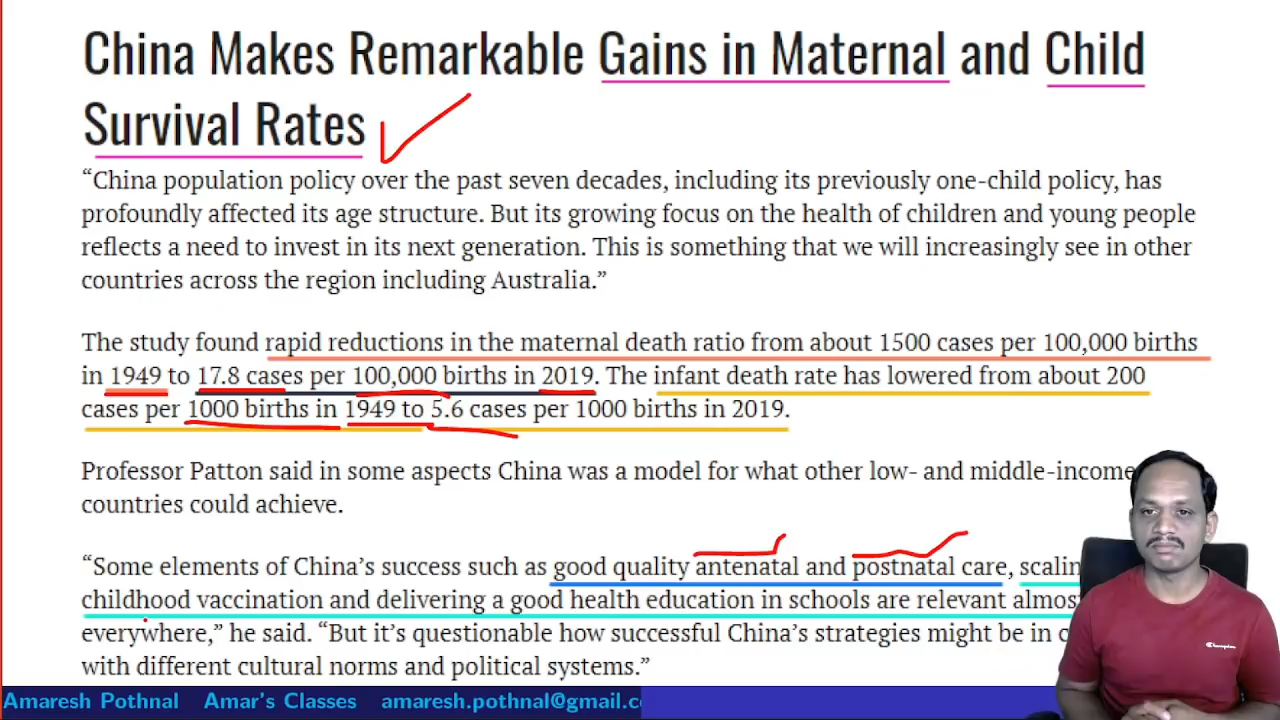 China Makes Remarkable Gains in Maternal and Child
Survival Rates
“China population policy over the past seven decades, including its previously one-child policy, has
profoundly affected its age structure. But its growing focus on the health of children and young people
reflects a need to invest in its next generation. This is something that we will increasingly see in other
countries across the region including Australia.”
The study found rapid reductions in the maternal death ratio from about 1500 cases per 100,000 births
in 1949 to 17.8 cases per 100,000 births in 2019. The infant death rate has lowered from about 200
cases per 1000 births in 1949 to 5.6 cases per 1000 births in 2019.
Professor Patton said in some aspects China was a model for what other low- and middle-income
countries could achieve.
“Some elements of China’s success such as good quality antenatal and postnatal care,
childhood vaccination and delivering a good health education in schools are relevant
everywhere,” he said. “But it’s questionable how successful China’s strategies might be in
with different cultural norms and political systems.”
Champion
Amaresh Pothnal Amar's Classes